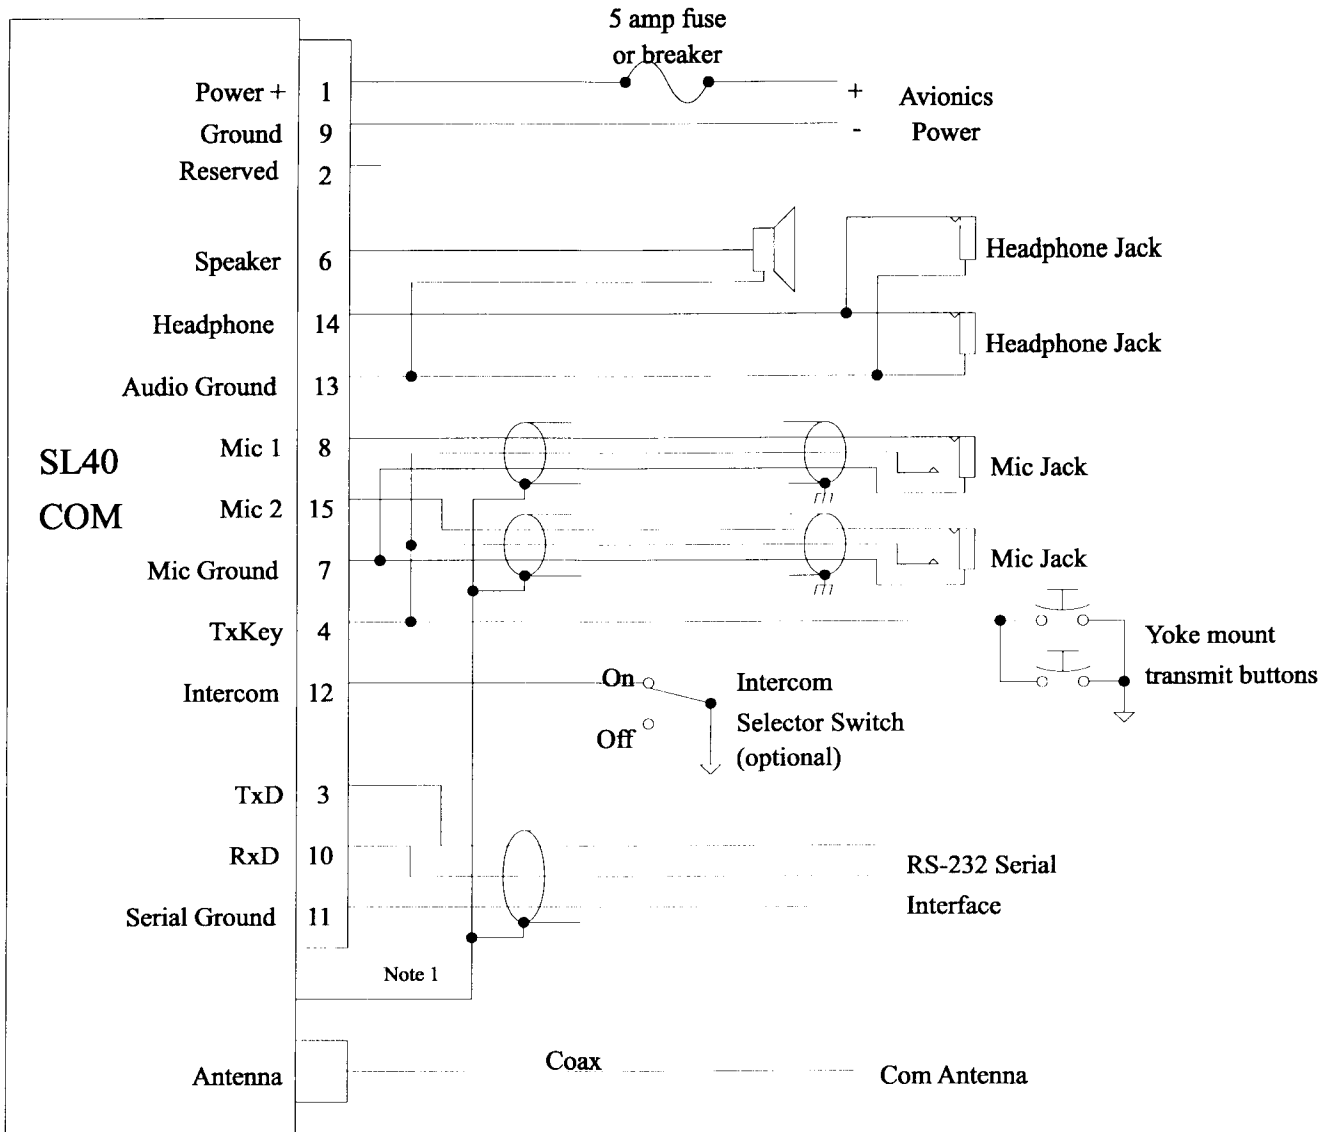 5 amp fuse
or breaker
Power + 1
+ Avionics
Ground 9
- Power
Reserved 2
Speaker 6
Headphone Jack
Headphone 14
Headphone Jack
Audio Ground 13
SL40
COM
Mic 1 8
Mic Jack
Mic 2 15
Mic Ground 7
Mic Jack
TxKey 4
Yoke mount
transmit buttons
Intercom 12
On
Off
Intercom
Selector Switch
(optional)
TxD 3
RxD 10
RS-232 Serial
Interface
Serial Ground 11
Note 1
Antenna
Coax
Com Antenna